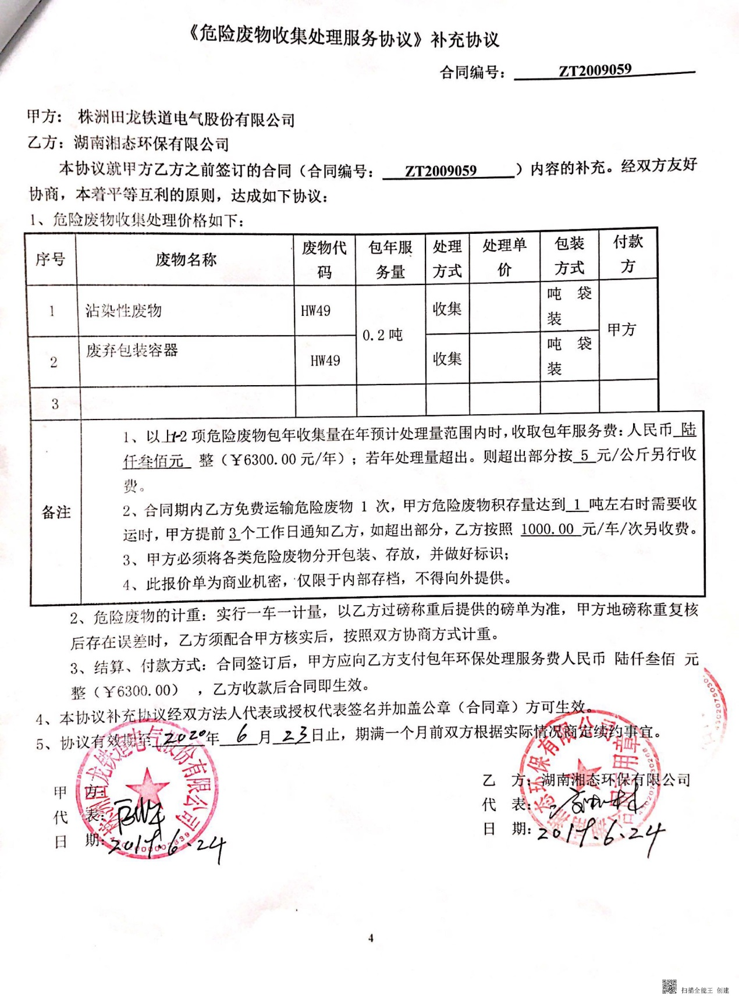 《危险废物收集处理服务协议》补充协议
合同编号： ZT2009059
甲方： 株洲田龙铁道电气股份有限公司
乙方：湖南湘态环保有限公司
本协议就甲方乙方之前签订的合同（合同编号： ZT2009059 ）内容的补充。经双方友好
协商，本着平等互利的原则，达成如下协议：
1、危险废物收集处理价格如下：
序号 废物名称 废物代码 包年服务量 处理方式 处理单价 包装方式 付款方
1 沾染性废物 HW49 0.2吨 收集 吨袋装 甲方
2 废弃包装容器 HW49 收集 吨袋装
3
备注
1、以上1-2 项危险废物包年收集量在年预计处理量范围内时，收取包年服务费：人民币 陆
仟叁佰元 整（￥6300.00 元/年）；若年处理量超出。则超出部分按 5 元/公斤另行收
费。
2、合同期内乙方免费运输危险废物 1 次，甲方危险废物积存量达到 1 吨左右时需要收
运时，甲方提前 3 个工作日通知乙方，如超出部分，乙方按照 1000.00 元/车/次另收费。
3、甲方必须将各类危险废物分开包装、存放，并做好标识；
4、此报价单为商业机密，仅限于内部存档，不得向外提供。
2、危险废物的计重：实行一车一计量，以乙方过磅称重后提供的磅单为准，甲方地磅称重复核
后存在误差时，乙方须配合甲方核实后，按照双方协商方式计重。
3、结算、付款方式：合同签订后，甲方应向乙方支付包年环保处理服务费人民币 陆仟叁佰 元
整（￥6300.00） ，乙方收款后合同即生效。
4、本协议补充协议经双方法人代表或授权代表签名并加盖公章（合同章）方可生效。
5、协议有效期至 2020 年 6 月 23 日止，期满一个月前双方根据实际情况商定续约事宜。
甲 方：
代 表：
日 期：2019.6.24
株洲田龙铁道电气股份有限公司
乙 方：湖南湘态环保有限公司
代 表：
日 期：2019.6.24
湖南湘态环保有限公司
合同专用章
4
扫描全能王 创建